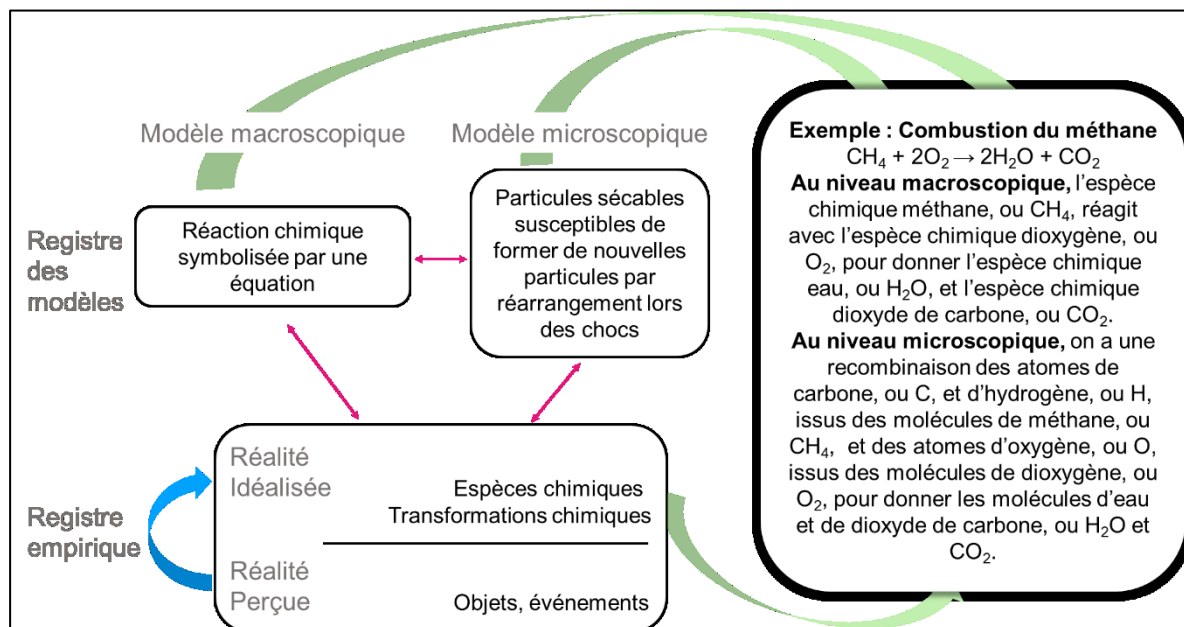 Modèle macroscopique
Modèle microscopique
Registre
des
modèles
Réaction chimique
symbolisée par une
équation
Particules sécables
susceptibles de
former de nouvelles
particules par
réarrangement lors
des chocs
Registre
empirique
Réalité
Idéalisée
Espèces chimiques
Transformations chimiques
Réalité
Perçue
Objets, événements
Exemple : Combustion du méthane
CH₄ + 2O₂ → 2H₂O + CO₂
Au niveau macroscopique, l’espèce
chimique méthane, ou CH₄, réagit
avec l’espèce chimique dioxygène, ou
O₂, pour donner l’espèce chimique
eau, ou H₂O, et l’espèce chimique
dioxyde de carbone, ou CO₂.
Au niveau microscopique, on a une
recombinaison des atomes de
carbone, ou C, et d’hydrogène, ou H,
issus des molécules de méthane, ou
CH₄, et des atomes d’oxygène, ou O,
issus des molécules de dioxygène, ou
O₂, pour donner les molécules d’eau
et de dioxyde de carbone, ou H₂O et
CO₂.